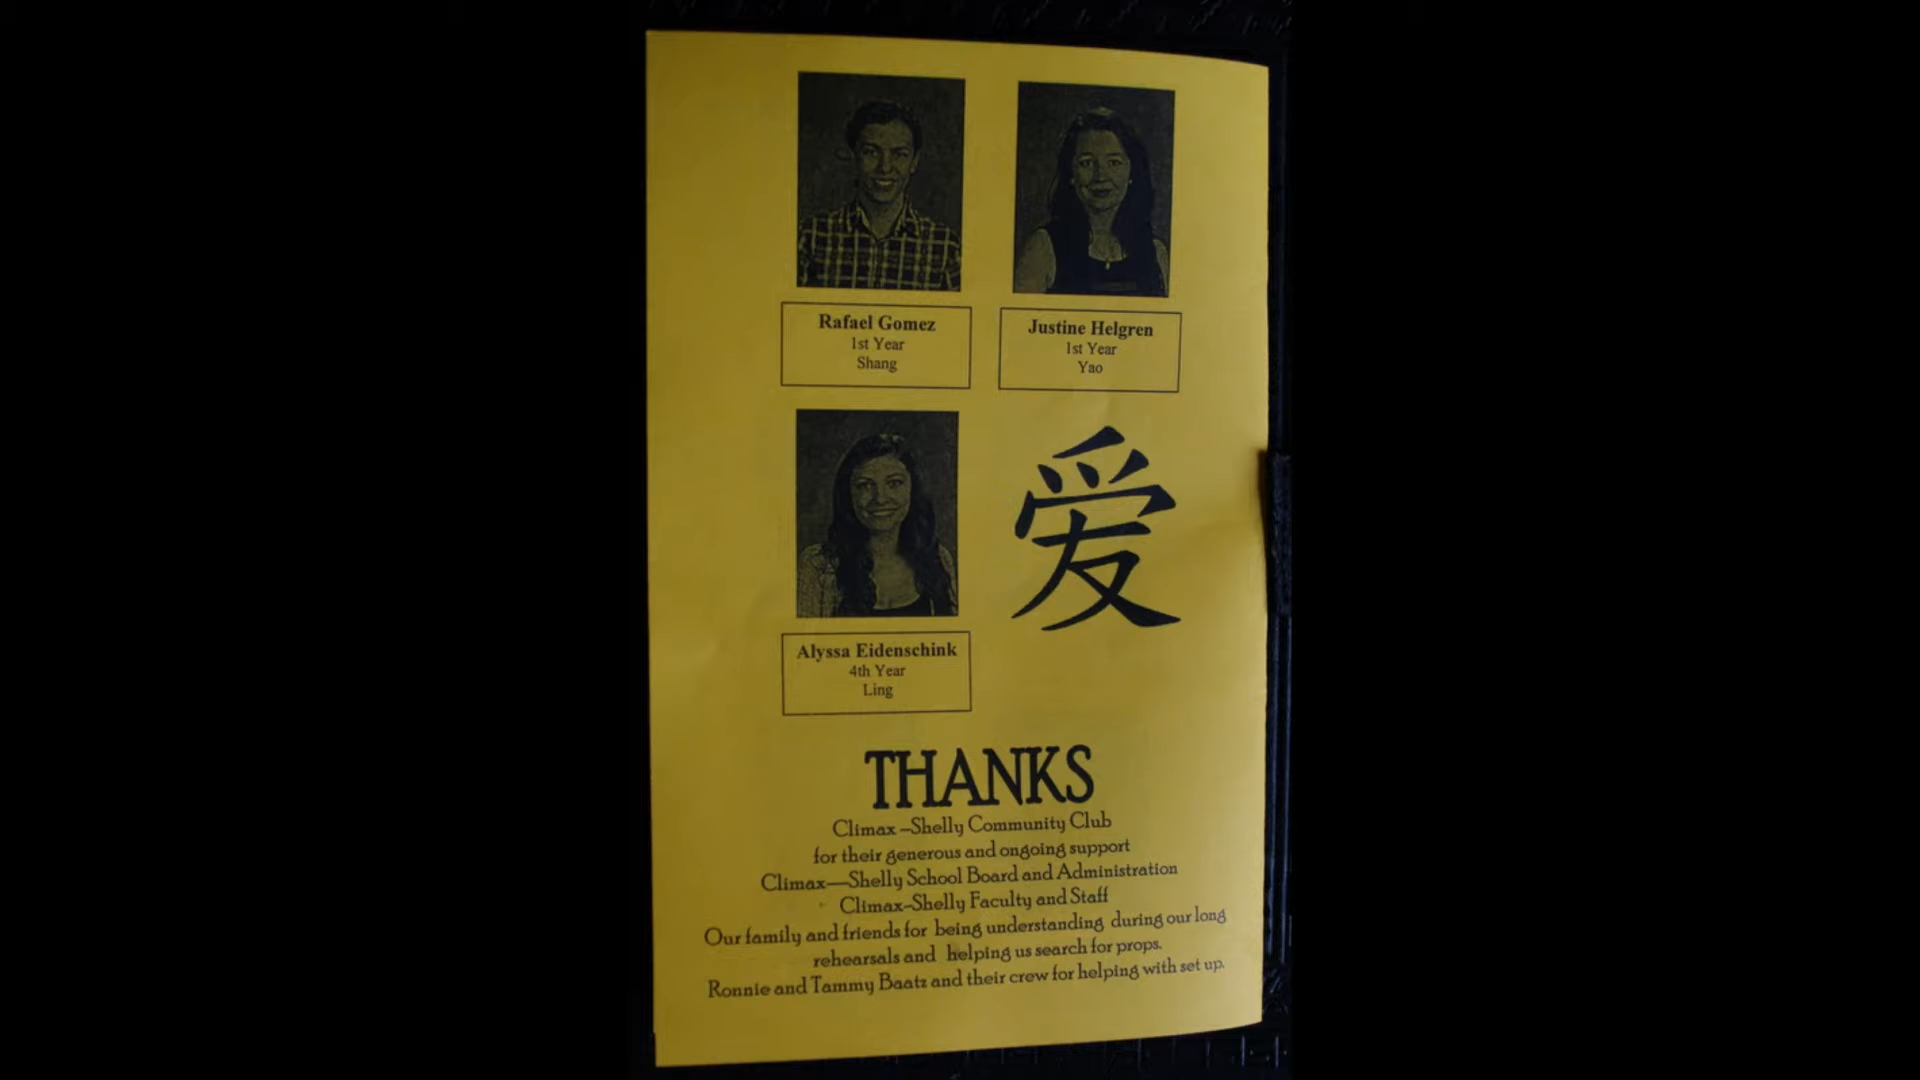 Rafael Gomez
1st Year
Shang
Justine Helgren
1st Year
Yao
Alyssa Eidenschink
4th Year
Ling
爱
THANKS
Climax –Shelly Community Club
for their generous and ongoing support
Climax—Shelly School Board and Administration
Climax-Shelly Faculty and Staff
Our family and friends for being understanding during our long
rehearsals and helping us search for props.
Ronnie and Tammy Baatz and their crew for helping with set up.